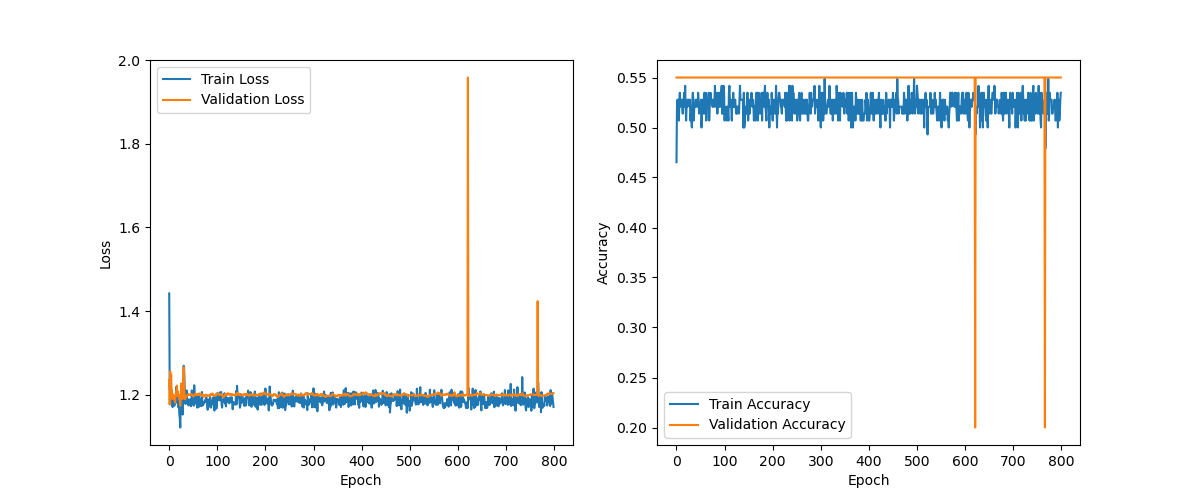 Train Loss
Validation Loss
2.0
1.8
1.6
1.4
1.2
Loss
0 100 200 300 400 500 600 700 800
Epoch
0.55
0.50
0.45
0.40
0.35
0.30
0.25
0.20
Accuracy
Train Accuracy
Validation Accuracy
0 100 200 300 400 500 600 700 800
Epoch